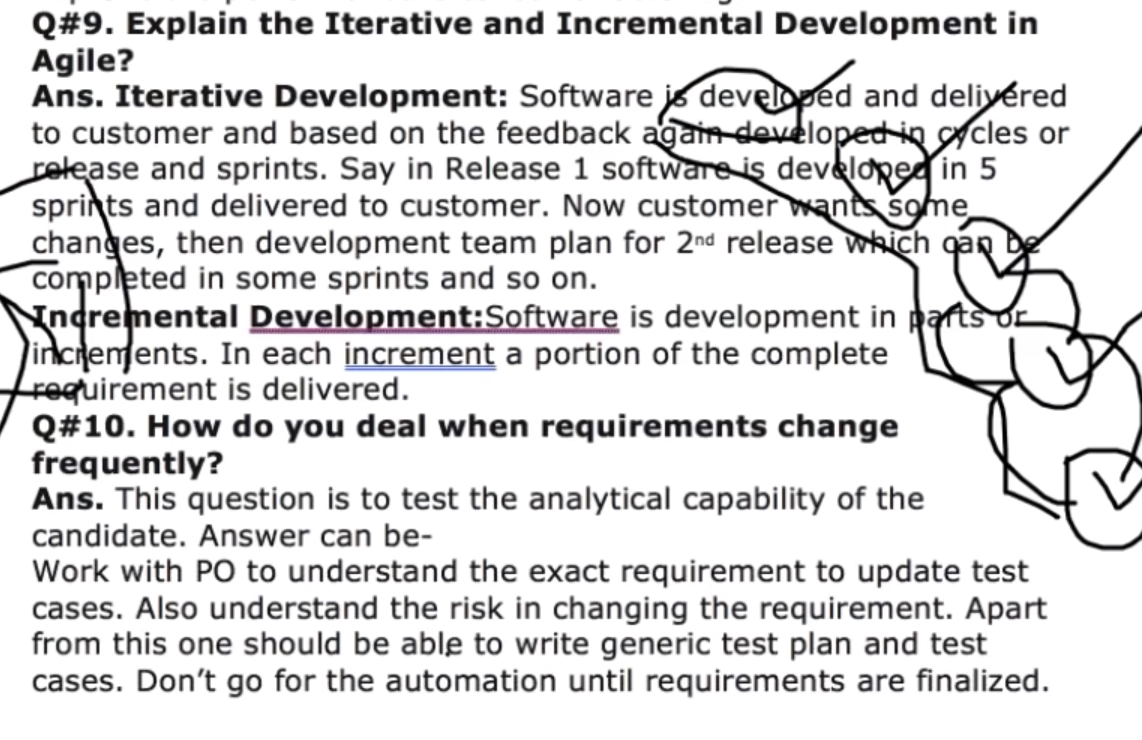 Q#9. Explain the Iterative and Incremental Development in
Agile?
Ans. Iterative Development: Software is developed and delivered
to customer and based on the feedback again developed in cycles or
release and sprints. Say in Release 1 software is developed in 5
sprints and delivered to customer. Now customer wants some
changes, then development team plan for 2nd release which can be
completed in some sprints and so on.
Incremental Development:Software is development in parts or
increments. In each increment a portion of the complete
requirement is delivered.
Q#10. How do you deal when requirements change
frequently?
Ans. This question is to test the analytical capability of the
candidate. Answer can be-
Work with PO to understand the exact requirement to update test
cases. Also understand the risk in changing the requirement. Apart
from this one should be able to write generic test plan and test
cases. Don't go for the automation until requirements are finalized.